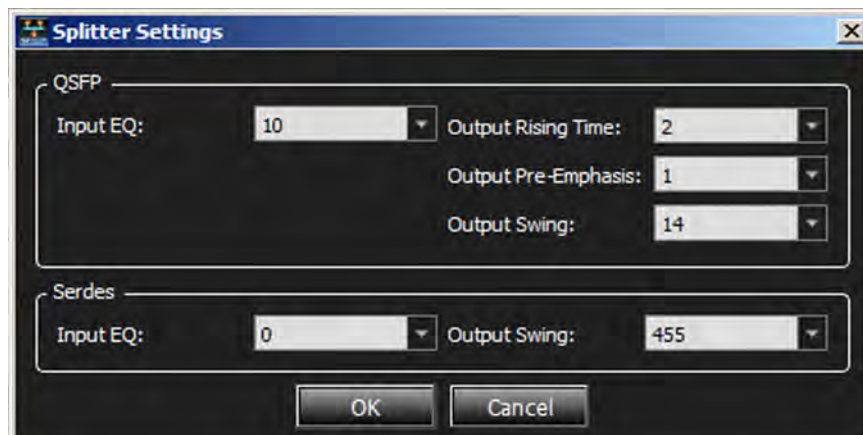 Splitter Settings
QSFP
Input EQ: 10 Output Rising Time: 2
Output Pre-Emphasis: 1
Output Swing: 14
Serdes
Input EQ: 0 Output Swing: 455
OK Cancel